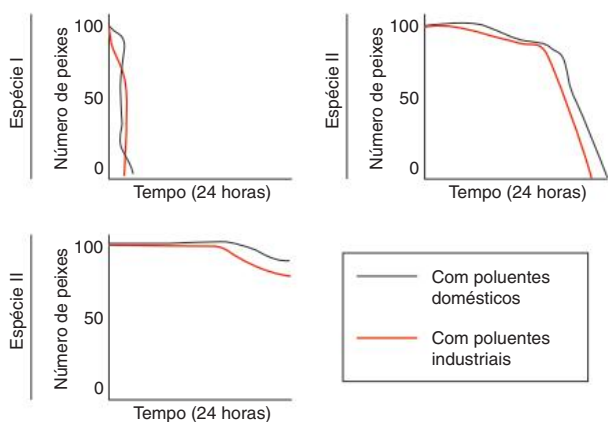 Espécie I
Número de peixes
100
50
0
Tempo (24 horas)
Espécie II
Número de peixes
100
50
0
Tempo (24 horas)
Espécie II
Número de peixes
100
50
0
Tempo (24 horas)
Com poluentes
domésticos
Com poluentes
industriais